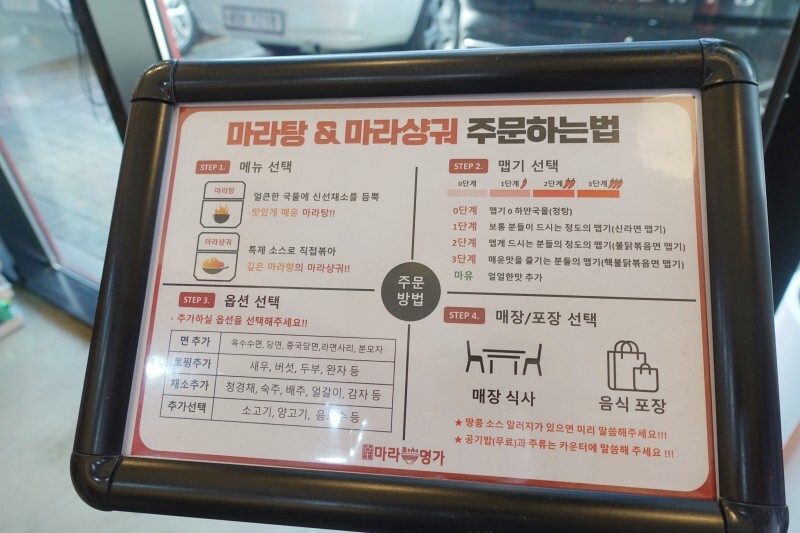 마라탕 & 마라샹궈 주문하는법
STEP 1. 메뉴 선택
마라탕
얼큰한 국물에 신선채소를 듬뿍
맛있게 매운 마라탕!!
마라샹궈
특제 소스로 직접볶아
깊은 마라향의 마라샹궈!!
STEP 2. 맵기 선택
0단계 1단계 2단계 3단계
0단계 맵기 0 하얀국물(정탕)
1단계 보통 분들이 드시는 정도의 맵기(신라면 맵기)
2단계 맵게 드시는 분들의 정도의 맵기(불닭볶음면 맵기)
3단계 매운맛을 즐기는 분들의 맵기(핵불닭볶음면 맵기)
마유 얼얼한맛 추가
주문
방법
STEP 3. 옵션 선택
- 추가하실 옵션을 선택해주세요!!
면 추가 옥수수면, 당면, 중국당면,라면사리, 분모자
토핑추가 새우, 버섯, 두부, 완자 등
채소추가 청경채, 숙주, 배추, 얼갈이, 감자 등
추가선택 소고기, 양고기, 등
STEP 4. 매장/포장 선택
매장 식사
음식 포장
★ 땅콩 소스 알러지가 있으면 미리 말씀해주세요!!!
★ 공기밥(무료)과 주류는 카운터에 말씀해 주세요 !!!
마라명가